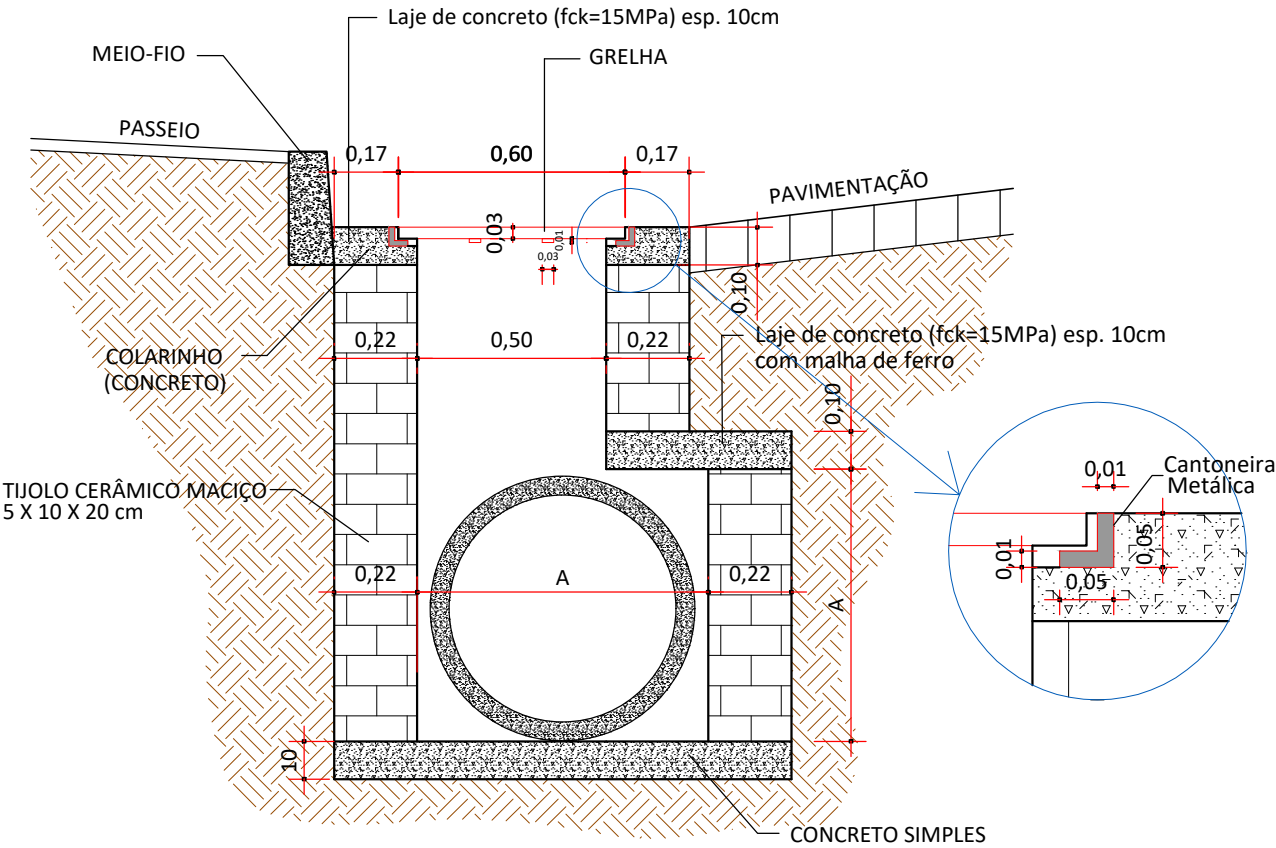 Laje de concreto (fck=15MPa) esp. 10cm
MEIO-FIO
GRELHA
PASSEIO
0,17
0,60
0,17
PAVIMENTAÇÃO
0,03
0,01
0,03
0,10
0,22
0,50
0,22
Laje de concreto (fck=15MPa) esp. 10cm
com malha de ferro
COLARINHO
(CONCRETO)
0,10
TIJOLO CERÂMICO MACIÇO
5 X 10 X 20 cm
0,01
Cantoneira
Metálica
0,01
0,05
0,05
0,22
A
0,22
A
10
CONCRETO SIMPLES